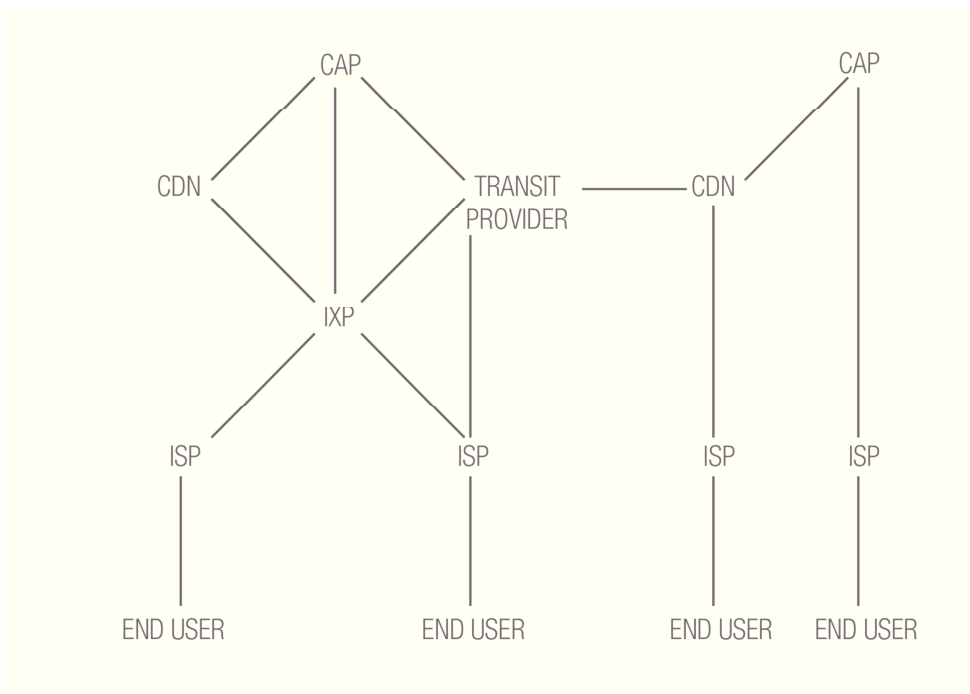 CAP
CAP
CDN
TRANSIT
PROVIDER
CDN
IXP
ISP
ISP
ISP
ISP
END USER
END USER
END USER
END USER